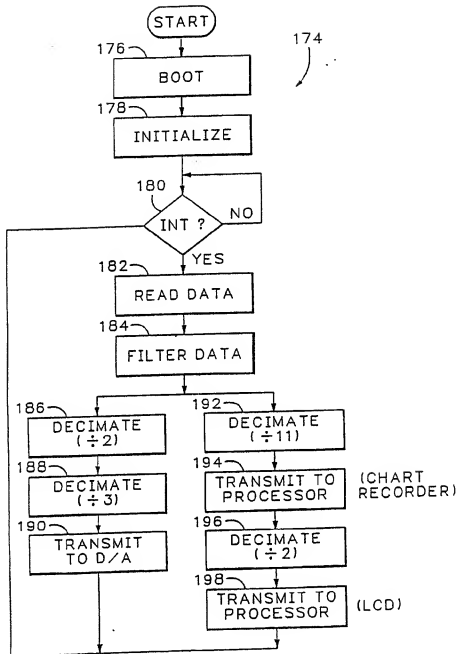 START
174
176
BOOT
178
INITIALIZE
180
INT ?
NO
YES
182
READ DATA
184
FILTER DATA
186
DECIMATE
(÷2)
188
DECIMATE
(÷3)
190
TRANSMIT
TO D/A
192
DECIMATE
(÷11)
194
TRANSMIT TO
PROCESSOR
(CHART
RECORDER)
196
DECIMATE
(÷2)
198
TRANSMIT TO
PROCESSOR
(LCD)